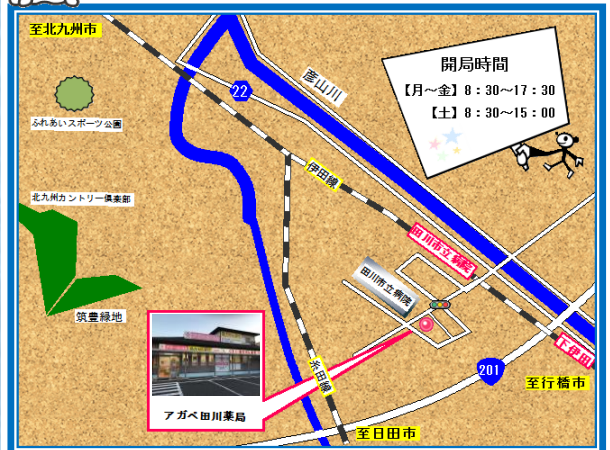 至北九州市
22
彦山川
開局時間
【月～金】8：30～17：30
【土】8：30～15：00
ふれあいスポーツ公園
伊田線
北九州カントリー倶楽部
田川市立病院
田川市立病院
筑豊緑地
下伊田
糸田線
201
至行橋市
アガペ田川薬局
至日田市